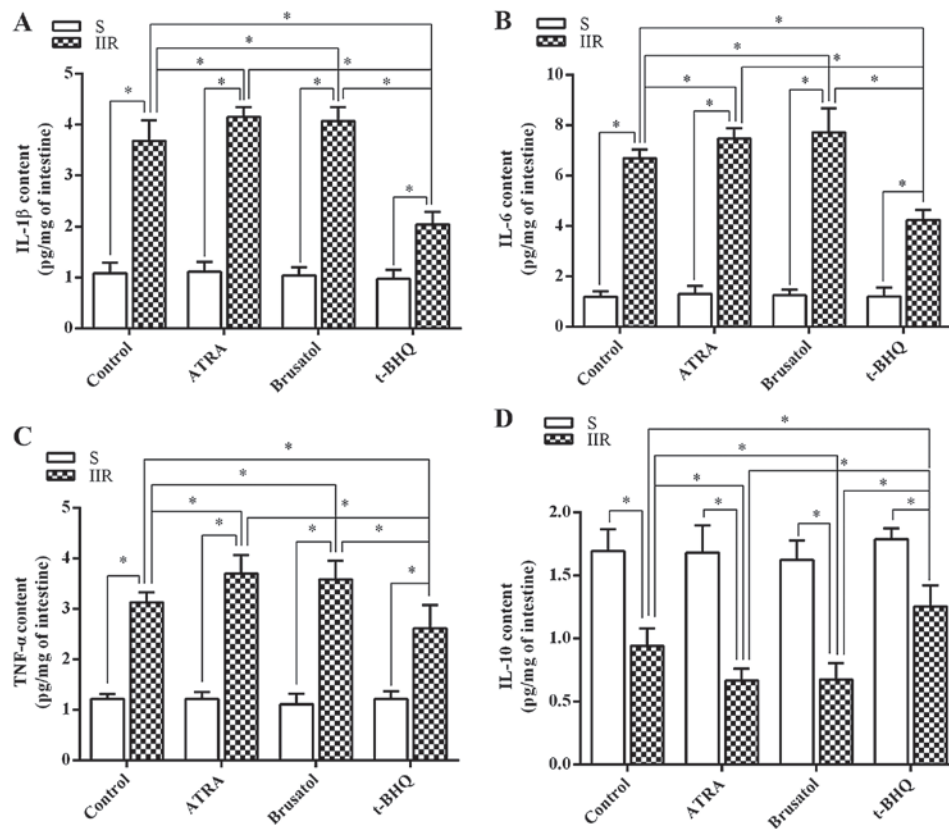 A
S
IIR
*
*
*
*
*
*
*
*
*
IL-1β content
(pg/mg of intestine)
5
4
3
2
1
0
Control
ATRA
Brusatol
t-BHQ
B
S
IIR
*
*
*
*
*
*
*
*
*
IL-6 content
(pg/mg of intestine)
10
8
6
4
2
0
Control
ATRA
Brusatol
t-BHQ
C
S
IIR
*
*
*
*
*
*
*
*
*
TNF-α content
(pg/mg of intestine)
5
4
3
2
1
0
Control
ATRA
Brusatol
t-BHQ
D
S
IIR
*
*
*
*
*
*
*
*
*
IL-10 content
(pg/mg of intestine)
2.0
1.5
1.0
0.5
0.0
Control
ATRA
Brusatol
t-BHQ